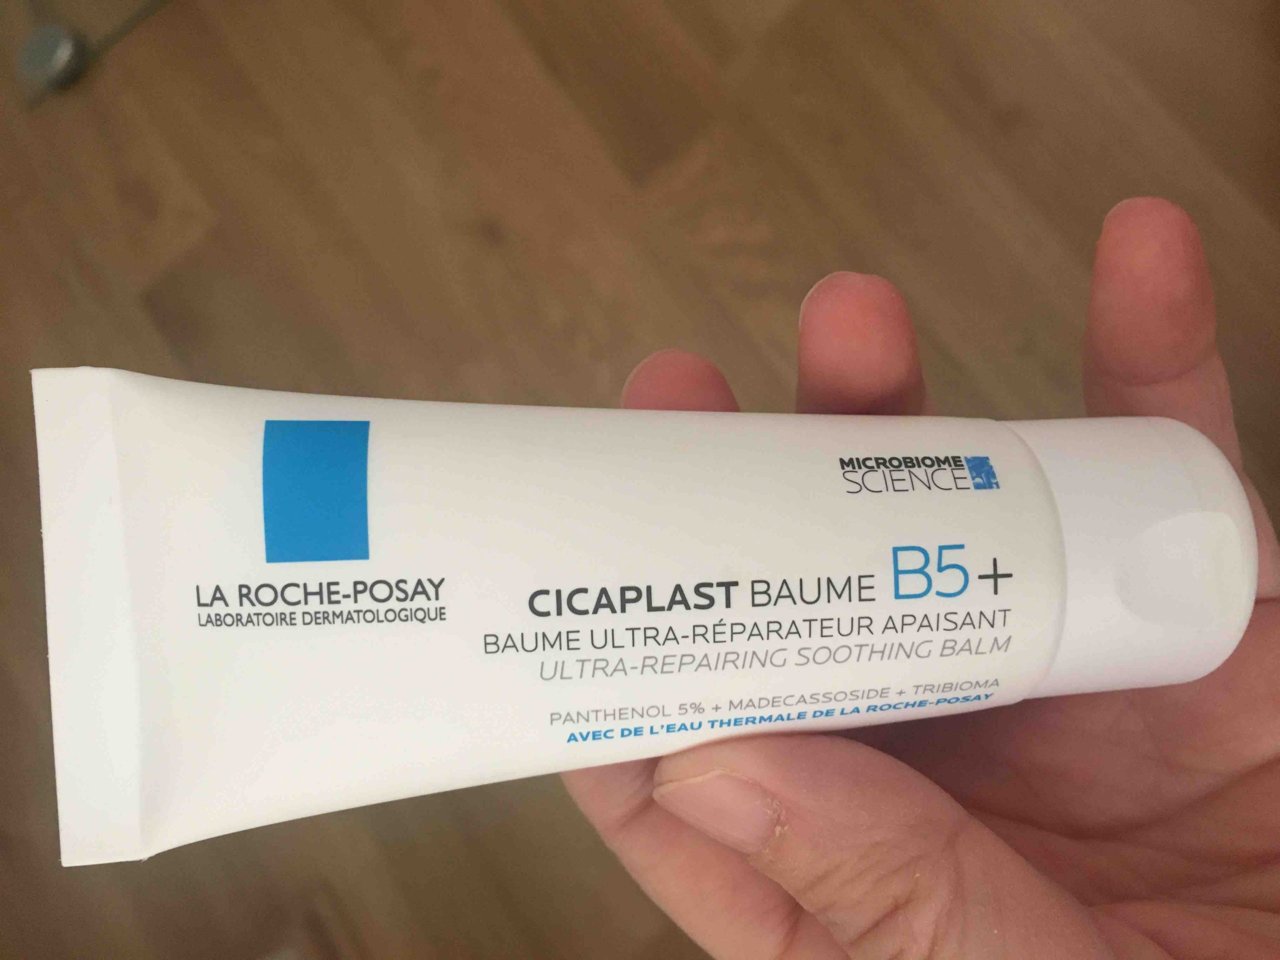 LA ROCHE-POSAY
LABORATOIRE DERMATOLOGIQUE
MICROBIOME
SCIENCE
CICAPLAST BAUME B5+
BAUME ULTRA-RÉPARATEUR APAISANT
ULTRA-REPAIRING SOOTHING BALM
PANTHENOL 5% + MADECASSOSIDE + TRIBIOMA
AVEC DE L'EAU THERMALE DE LA ROCHE-POSAY